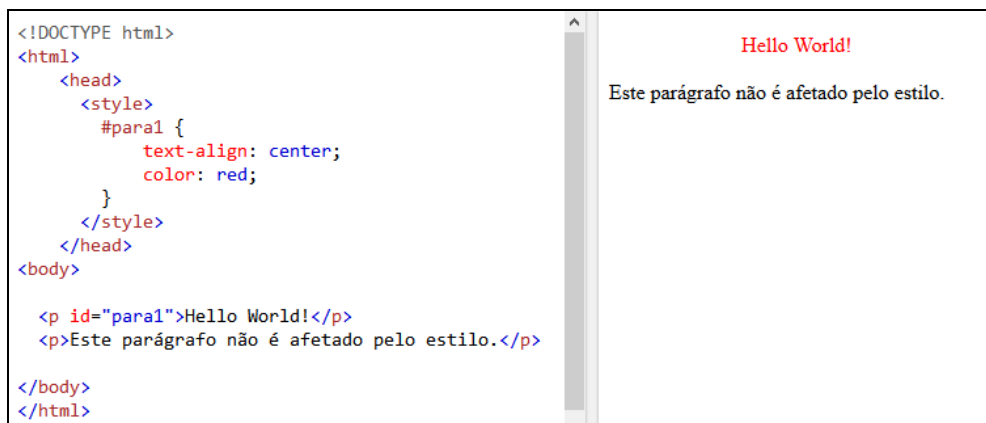 <!DOCTYPE html>
<html>
    <head>
      <style>
        #para1 {
            text-align: center;
            color: red;
        }
      </style>
    </head>
<body>

  <p id="para1">Hello World!</p>
  <p>Este parágrafo não é afetado pelo estilo.</p>

</body>
</html>
Hello World!
Este parágrafo não é afetado pelo estilo.